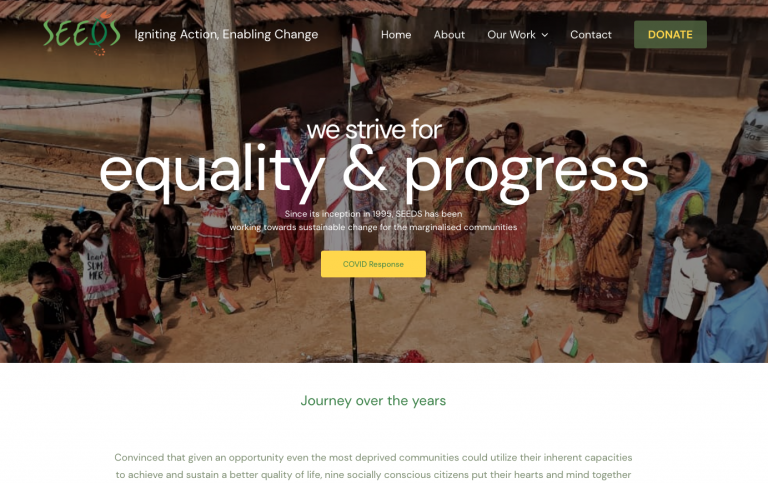 SEEDS
Igniting Action, Enabling Change
Home
About
Our Work
Contact
DONATE
we strive for
equality & progress
Since its inception in 1995, SEEDS has been
working towards sustainable change for the marginalised communities
COVID Response
Journey over the years
Convinced that given an opportunity even the most deprived communities could utilize their inherent capacities
to achieve and sustain a better quality of life, nine socially conscious citizens put their hearts and mind together